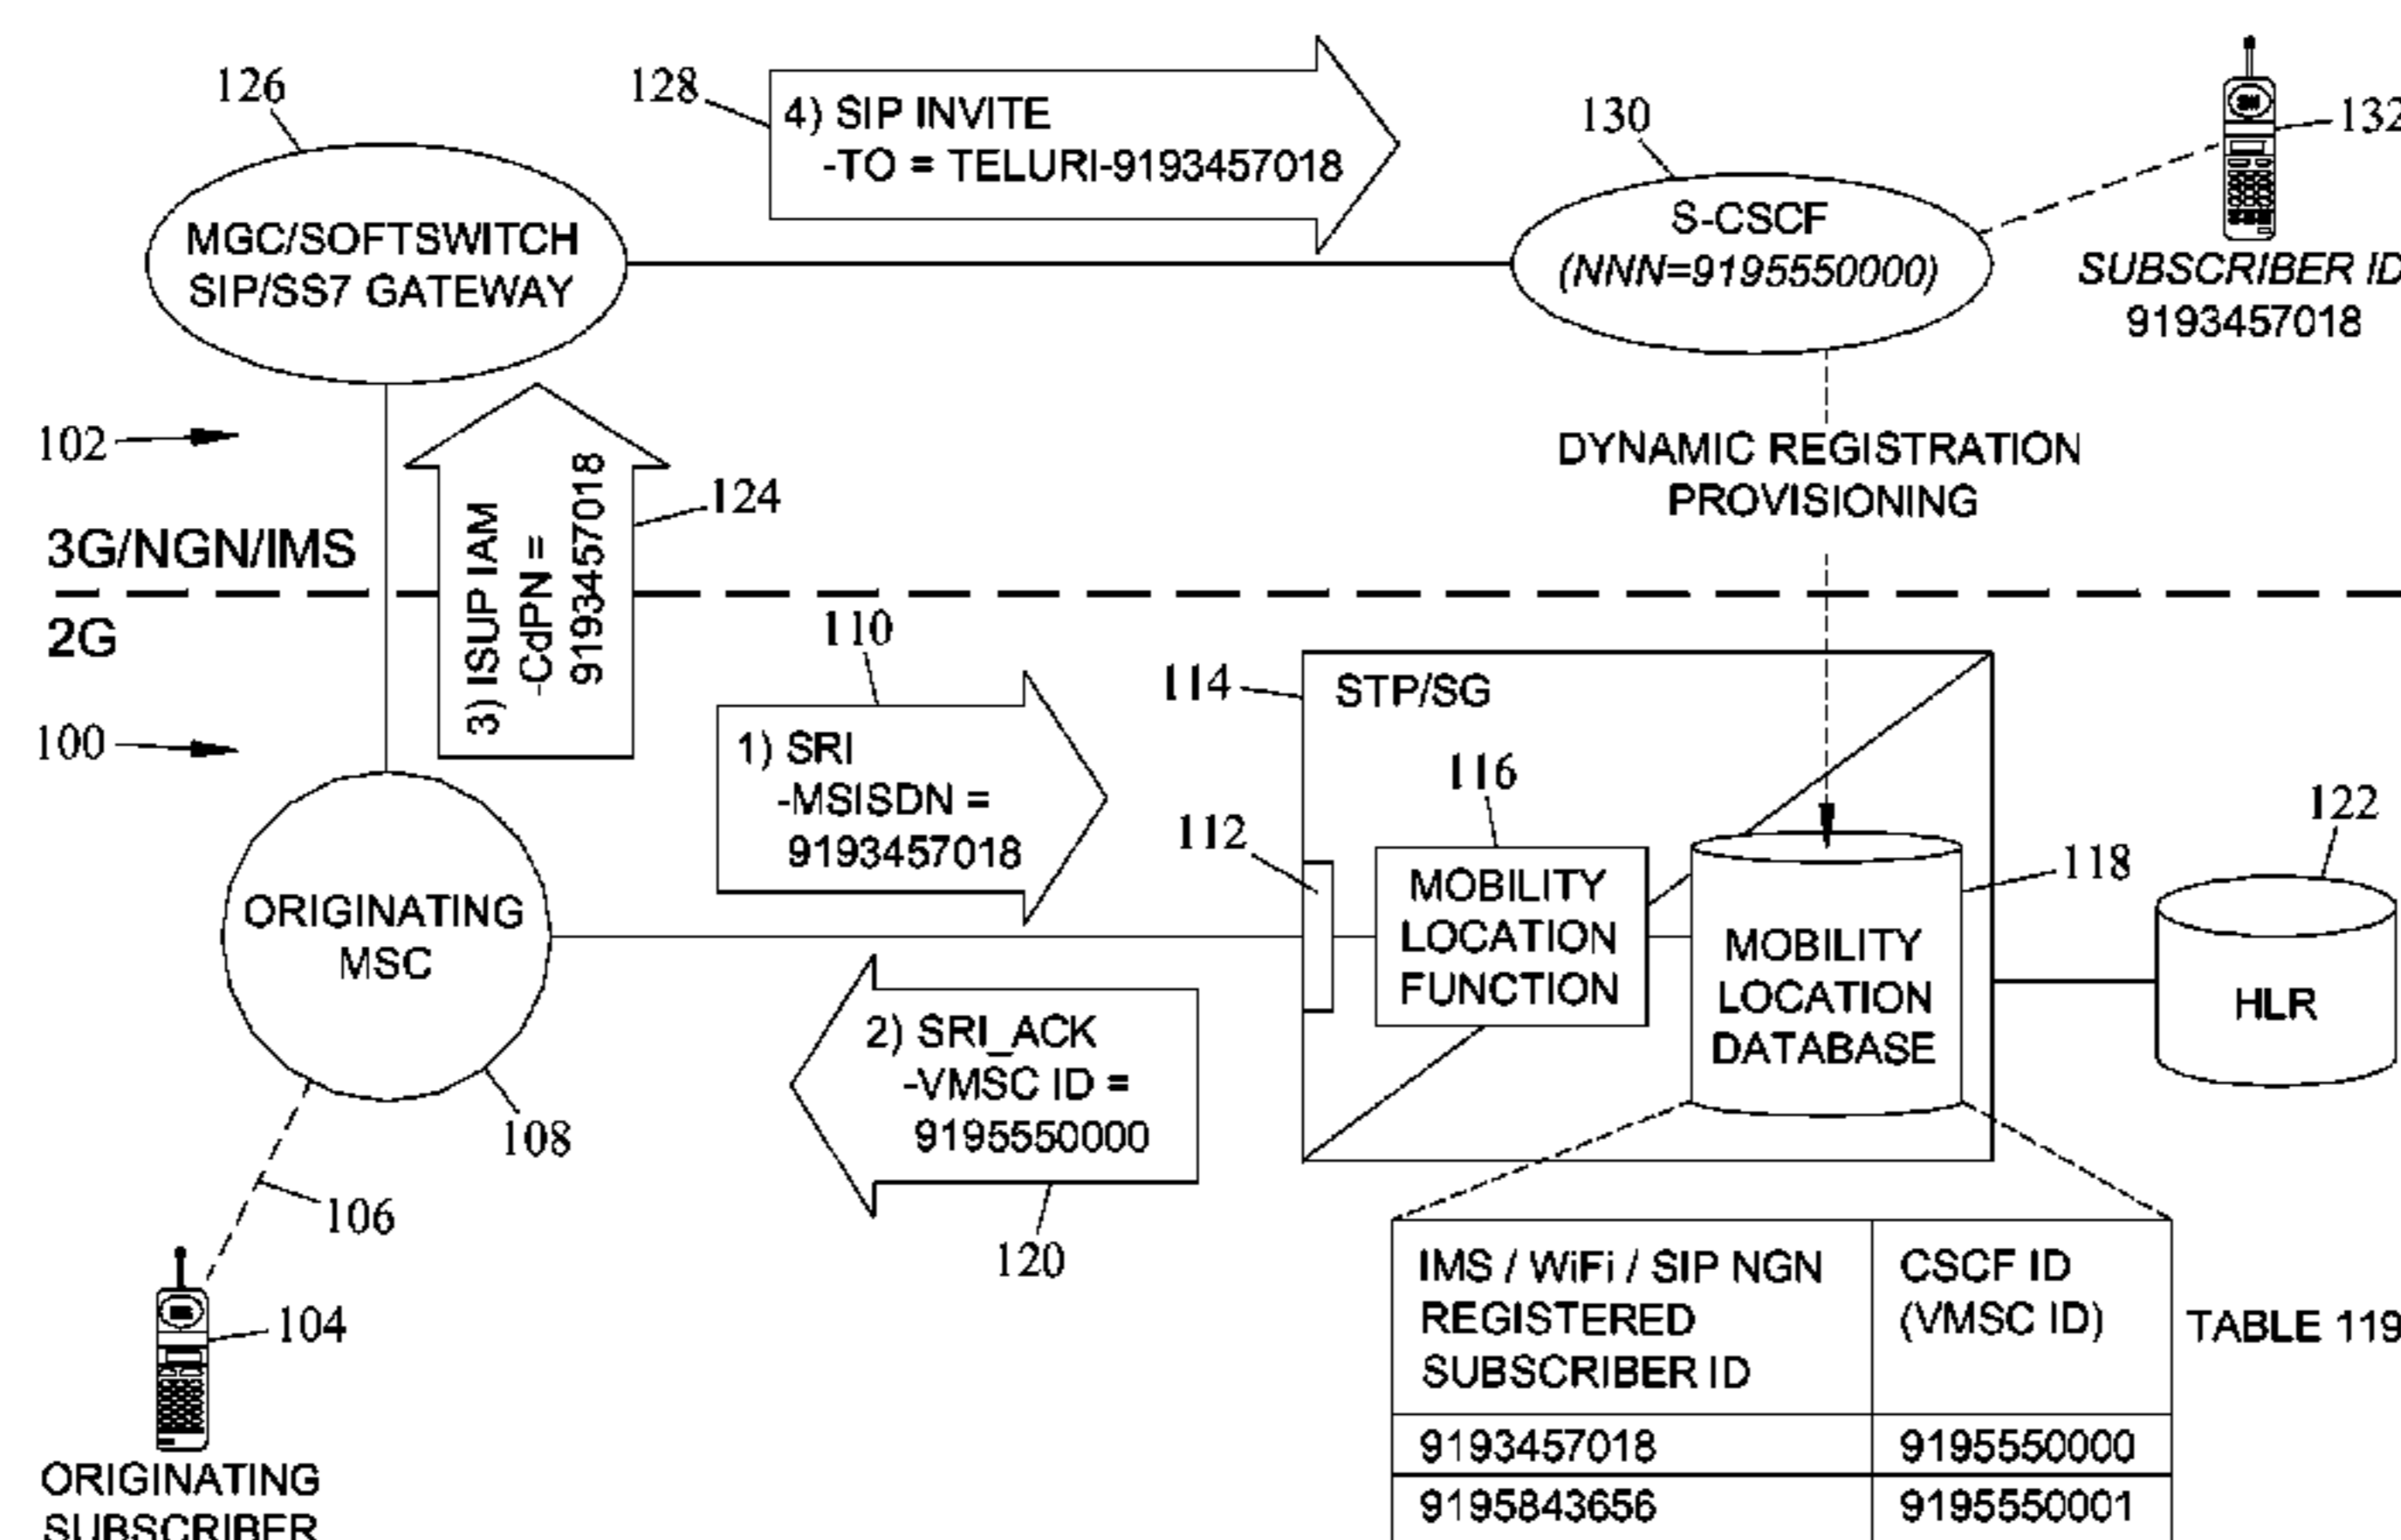 126
128
4) SIP INVITE
-TO = TELURI-9193457018
130
132
MGC/SOFTSWITCH
SIP/SS7 GATEWAY
S-CSCF
(NNN=9195550000)
SUBSCRIBER ID
9193457018
102
3) ISUP IAM
-CdPN =
9193457018
124
DYNAMIC REGISTRATION
PROVISIONING
3G/NGN/IMS
2G
110
114
STP/SG
100
1) SRI
-MSISDN =
9193457018
116
112
122
118
MOBILITY
LOCATION
FUNCTION
MOBILITY
LOCATION
DATABASE
HLR
ORIGINATING
MSC
2) SRI_ACK
-VMSC ID =
9195550000
108
106
120
104
IMS / WiFi / SIP NGN
REGISTERED
SUBSCRIBER ID
CSCF ID
(VMSC ID)
TABLE 119
9193457018
9195550000
9195843656
9195550001
ORIGINATING
SUBSCRIBER